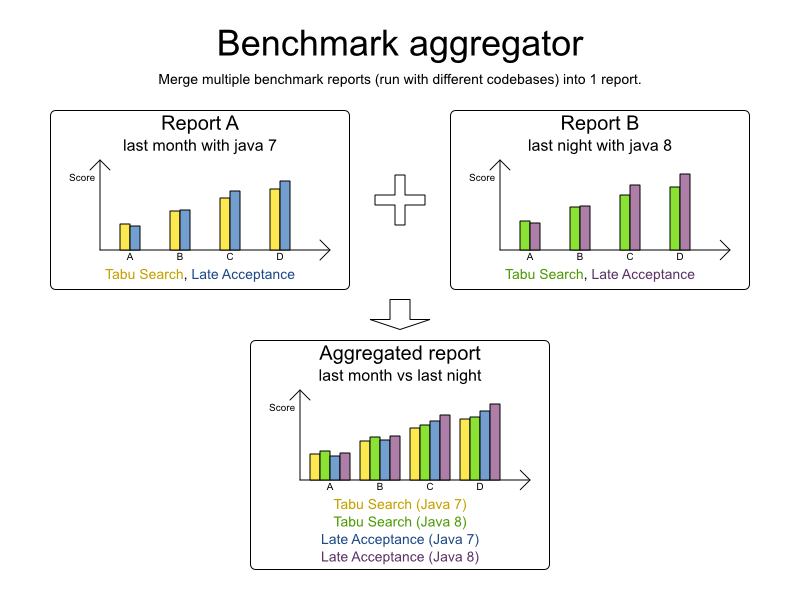 Benchmark aggregator
Merge multiple benchmark reports (run with different codebases) into 1 report.
Report A
last month with java 7
Score
A B C D
Tabu Search, Late Acceptance
Report B
last night with java 8
Score
A B C D
Tabu Search, Late Acceptance
Aggregated report
last month vs last night
Score
A B C D
Tabu Search (Java 7)
Tabu Search (Java 8)
Late Acceptance (Java 7)
Late Acceptance (Java 8)